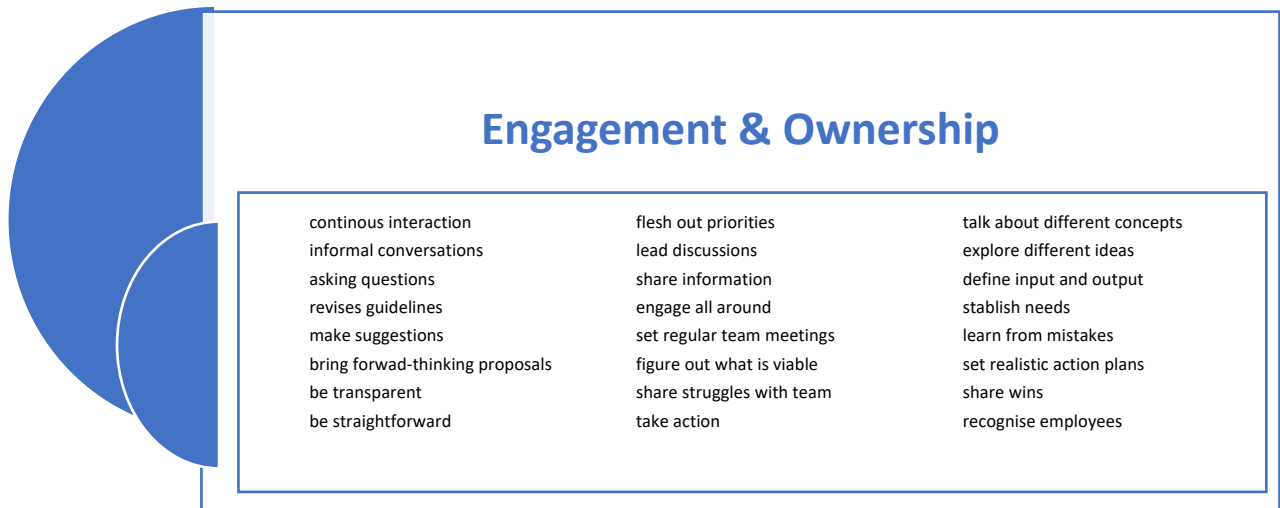 Engagement & Ownership
continous interaction
informal conversations
asking questions
revises guidelines
make suggestions
bring forwad-thinking proposals
be transparent
be straightforward
flesh out priorities
lead discussions
share information
engage all around
set regular team meetings
figure out what is viable
share struggles with team
take action
talk about different concepts
explore different ideas
define input and output
stablish needs
learn from mistakes
set realistic action plans
share wins
recognise employees